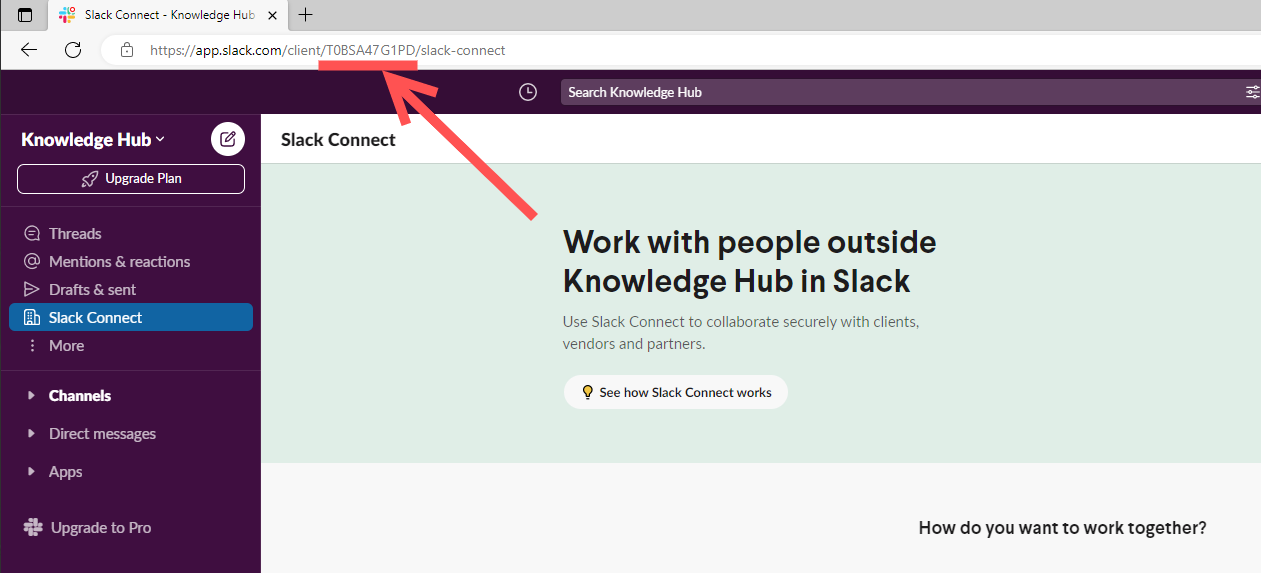 Slack Connect - Knowledge Hub
https://app.slack.com/client/T0BSA47G1PD/slack-connect
Search Knowledge Hub
Knowledge Hub
Upgrade Plan
Threads
Mentions & reactions
Drafts & sent
Slack Connect
More
Channels
Direct messages
Apps
Upgrade to Pro
Slack Connect
Work with people outside
Knowledge Hub in Slack
Use Slack Connect to collaborate securely with clients,
vendors and partners.
See how Slack Connect works
How do you want to work together?